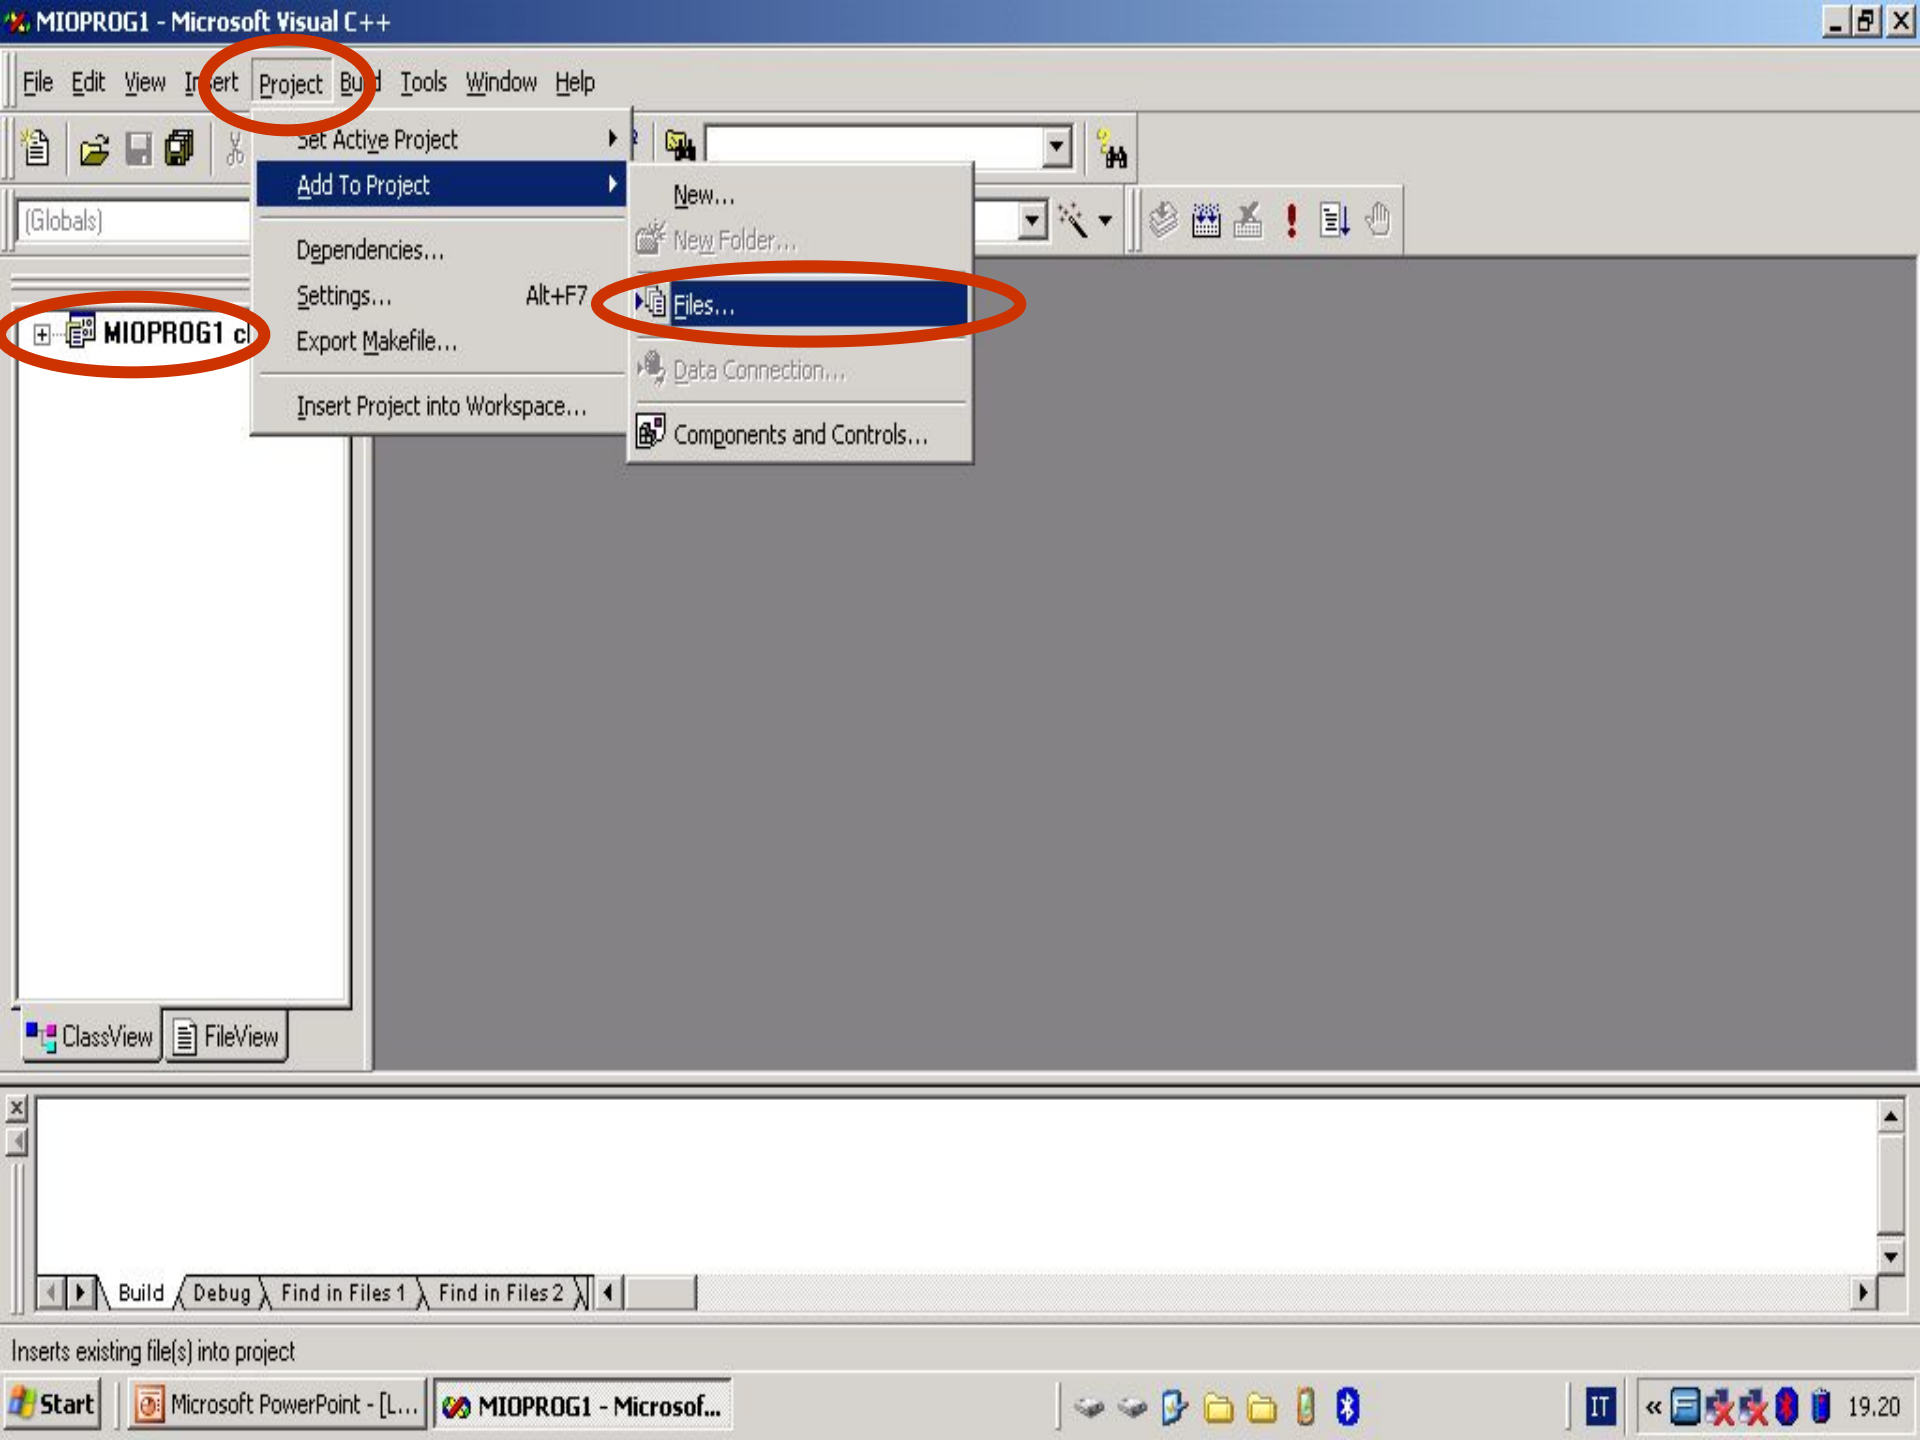 MIOPROG1 - Microsoft Visual C++
File Edit View Insert Project Build Tools Window Help
Set Active Project
Add To Project
New...
(Globals)
New Folder...
Dependencies...
Settings... Alt+F7
Files...
MIOPROG1 cl
Export Makefile...
Data Connection...
Insert Project into Workspace...
Components and Controls...
ClassView FileView
Build Debug Find in Files 1 Find in Files 2
Inserts existing file(s) into project
Start Microsoft PowerPoint - [L... MIOPROG1 - Microsof... IT « 19.20